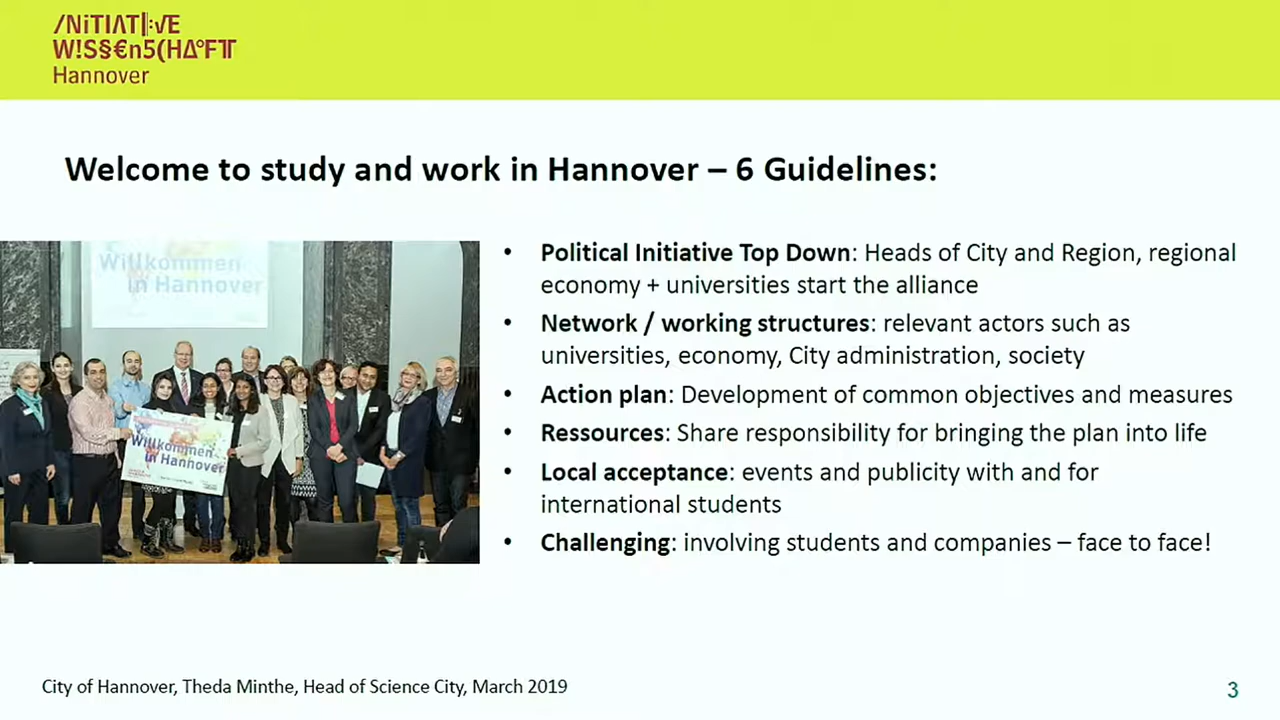 /NiTIΛT|:√E
W!S§€n5(HΔ°FT
Hannover
Welcome to study and work in Hannover – 6 Guidelines:
Willkommen
in Hannover
Willkommen
in Hannover
• Political Initiative Top Down: Heads of City and Region, regional
economy + universities start the alliance
• Network / working structures: relevant actors such as
universities, economy, City administration, society
• Action plan: Development of common objectives and measures
• Ressources: Share responsibility for bringing the plan into life
• Local acceptance: events and publicity with and for
international students
• Challenging: involving students and companies – face to face!
City of Hannover, Theda Minthe, Head of Science City, March 2019
3